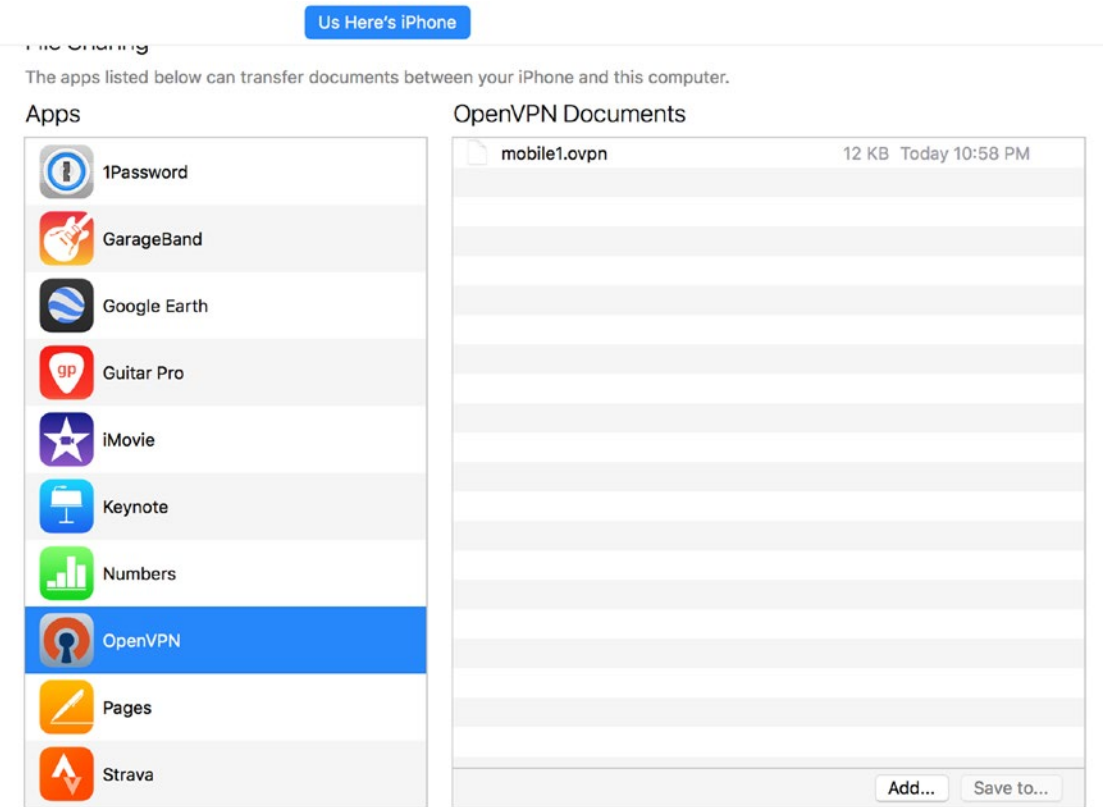 Us Here's iPhone
File Sharing
The apps listed below can transfer documents between your iPhone and this computer.
Apps
OpenVPN Documents
1Password
GarageBand
Google Earth
gp
Guitar Pro
iMovie
Keynote
Numbers
OpenVPN
Pages
Strava
mobile1.ovpn 12 KB Today 10:58 PM
Add... Save to...